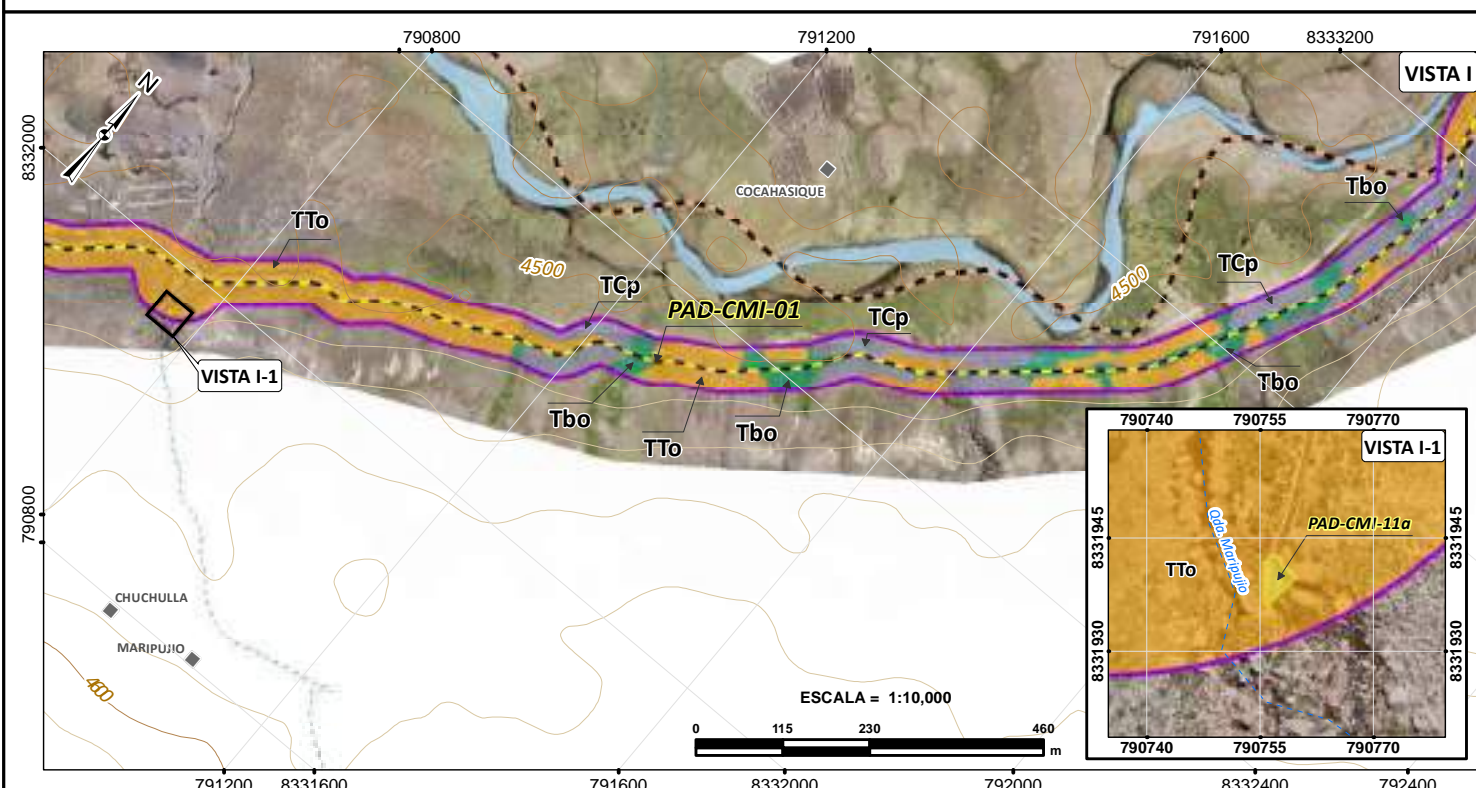 790800
791200
791600
8333200
VISTA I
N
8332000
COCAHASIQUE
Tbo
TTo
4500
TCp
TCp
4500
PAD-CMI-01
TCp
VISTA I-1
Tbo
TTo
Tbo
Tbo
790740
790755
790770
VISTA I-1
8331945
Qda. Maripujio
PAD-CMI-11a
8331945
TTo
8331930
8331930
790740
790755
790770
790800
CHUCHULLA
MARIPUJIO
4600
ESCALA = 1:10,000
0
115
230
460
m
791200
8331600
791600
8332000
792000
8332400
792400